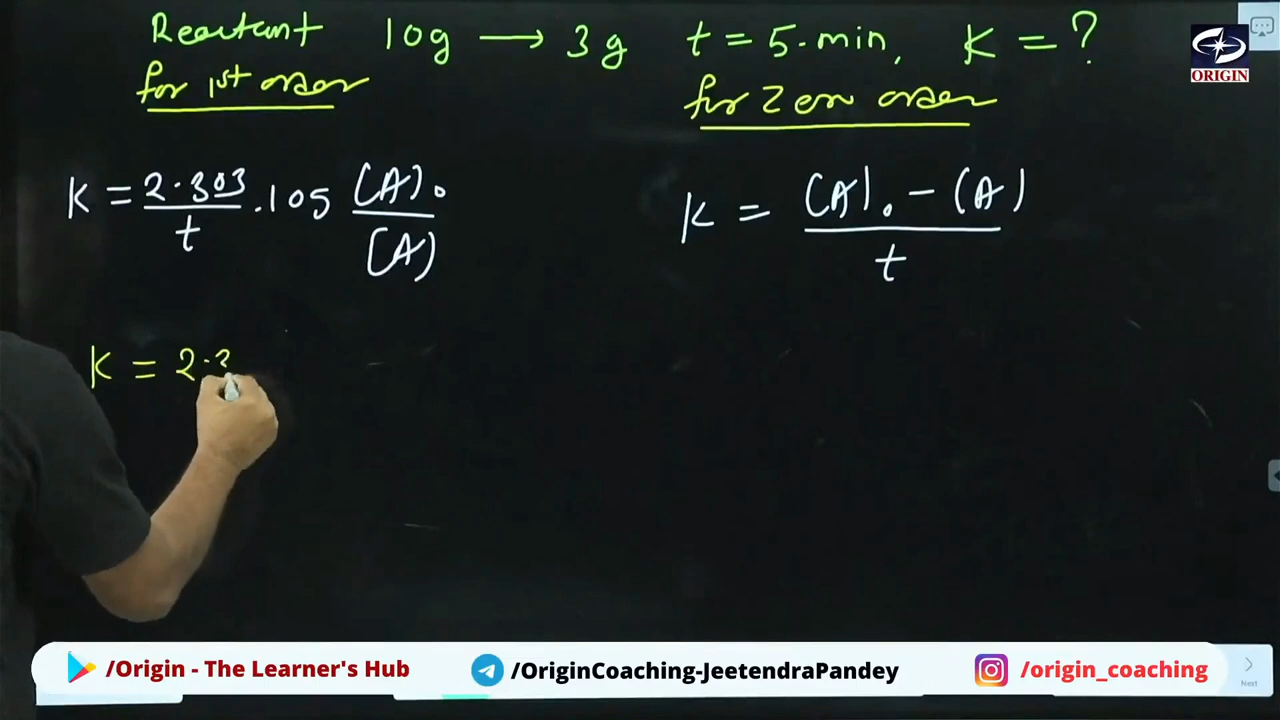 Reactant 10g → 3g t = 5.min, K = ?
ORIGIN
for 1st order
for Zero order
K = 2.303/t . log (A)₀/(A)
K = (A)₀ - (A)/t
K = 2.3
Next
/Origin - The Learner's Hub
/OriginCoaching-JeetendraPandey
/origin_coaching